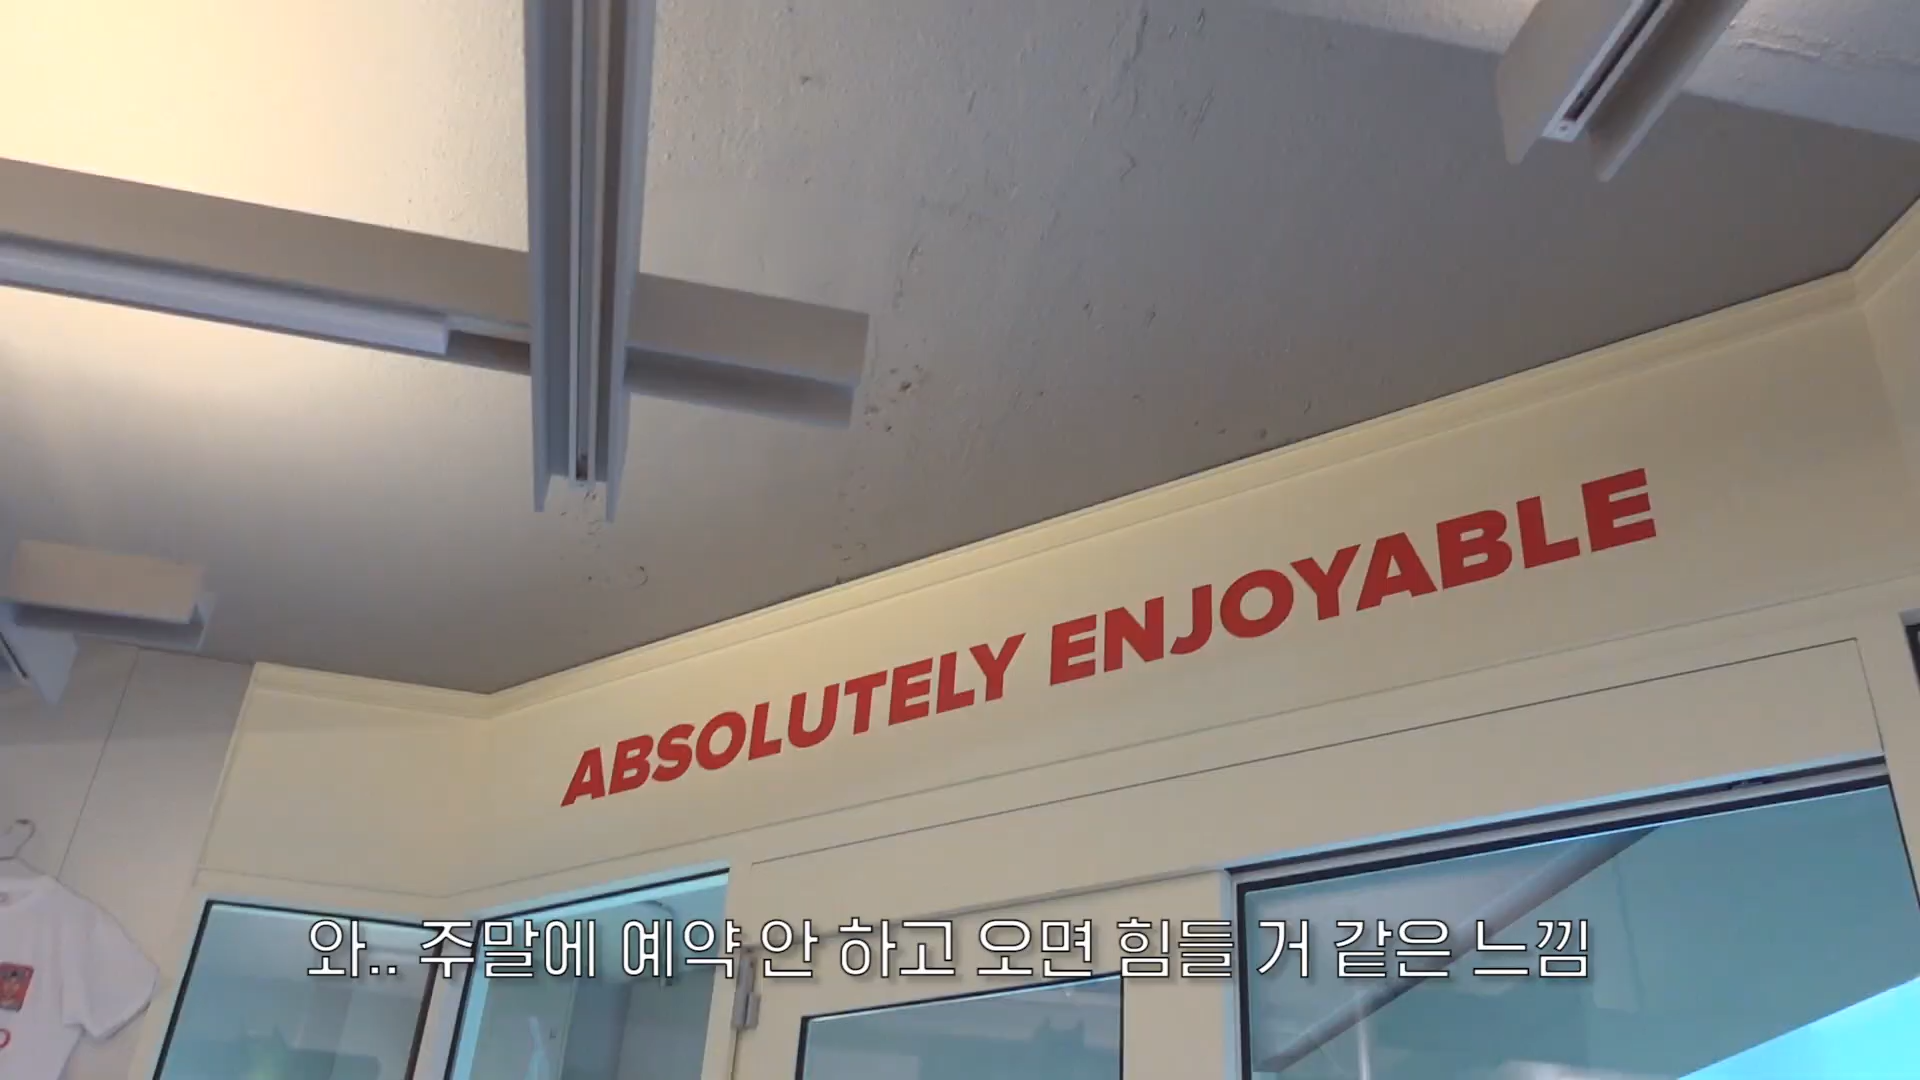 ABSOLUTELY ENJOYABLE
와.. 주말에 예약 안 하고 오면 힘들 거 같은 느낌